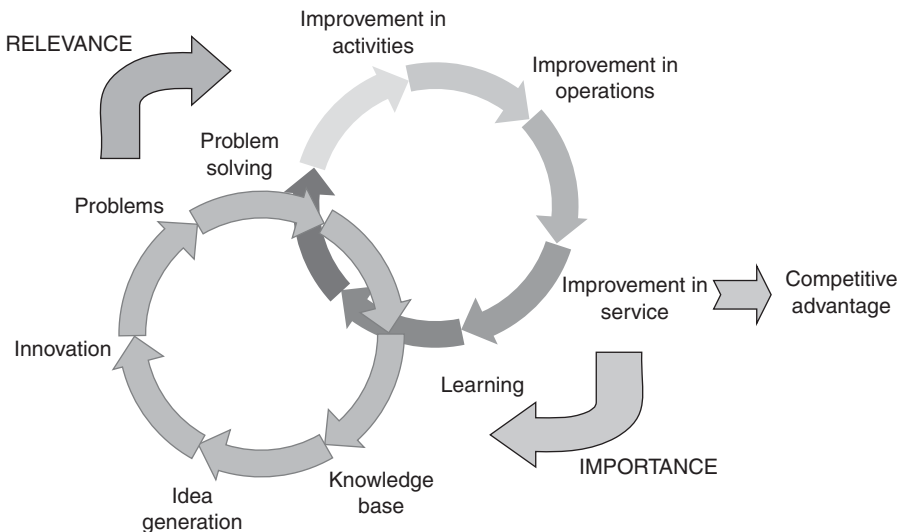 Improvement in
activities
RELEVANCE
Improvement in
operations
Problem
solving
Problems
Improvement in
service
Competitive
advantage
Innovation
Learning
IMPORTANCE
Knowledge
base
Idea
generation